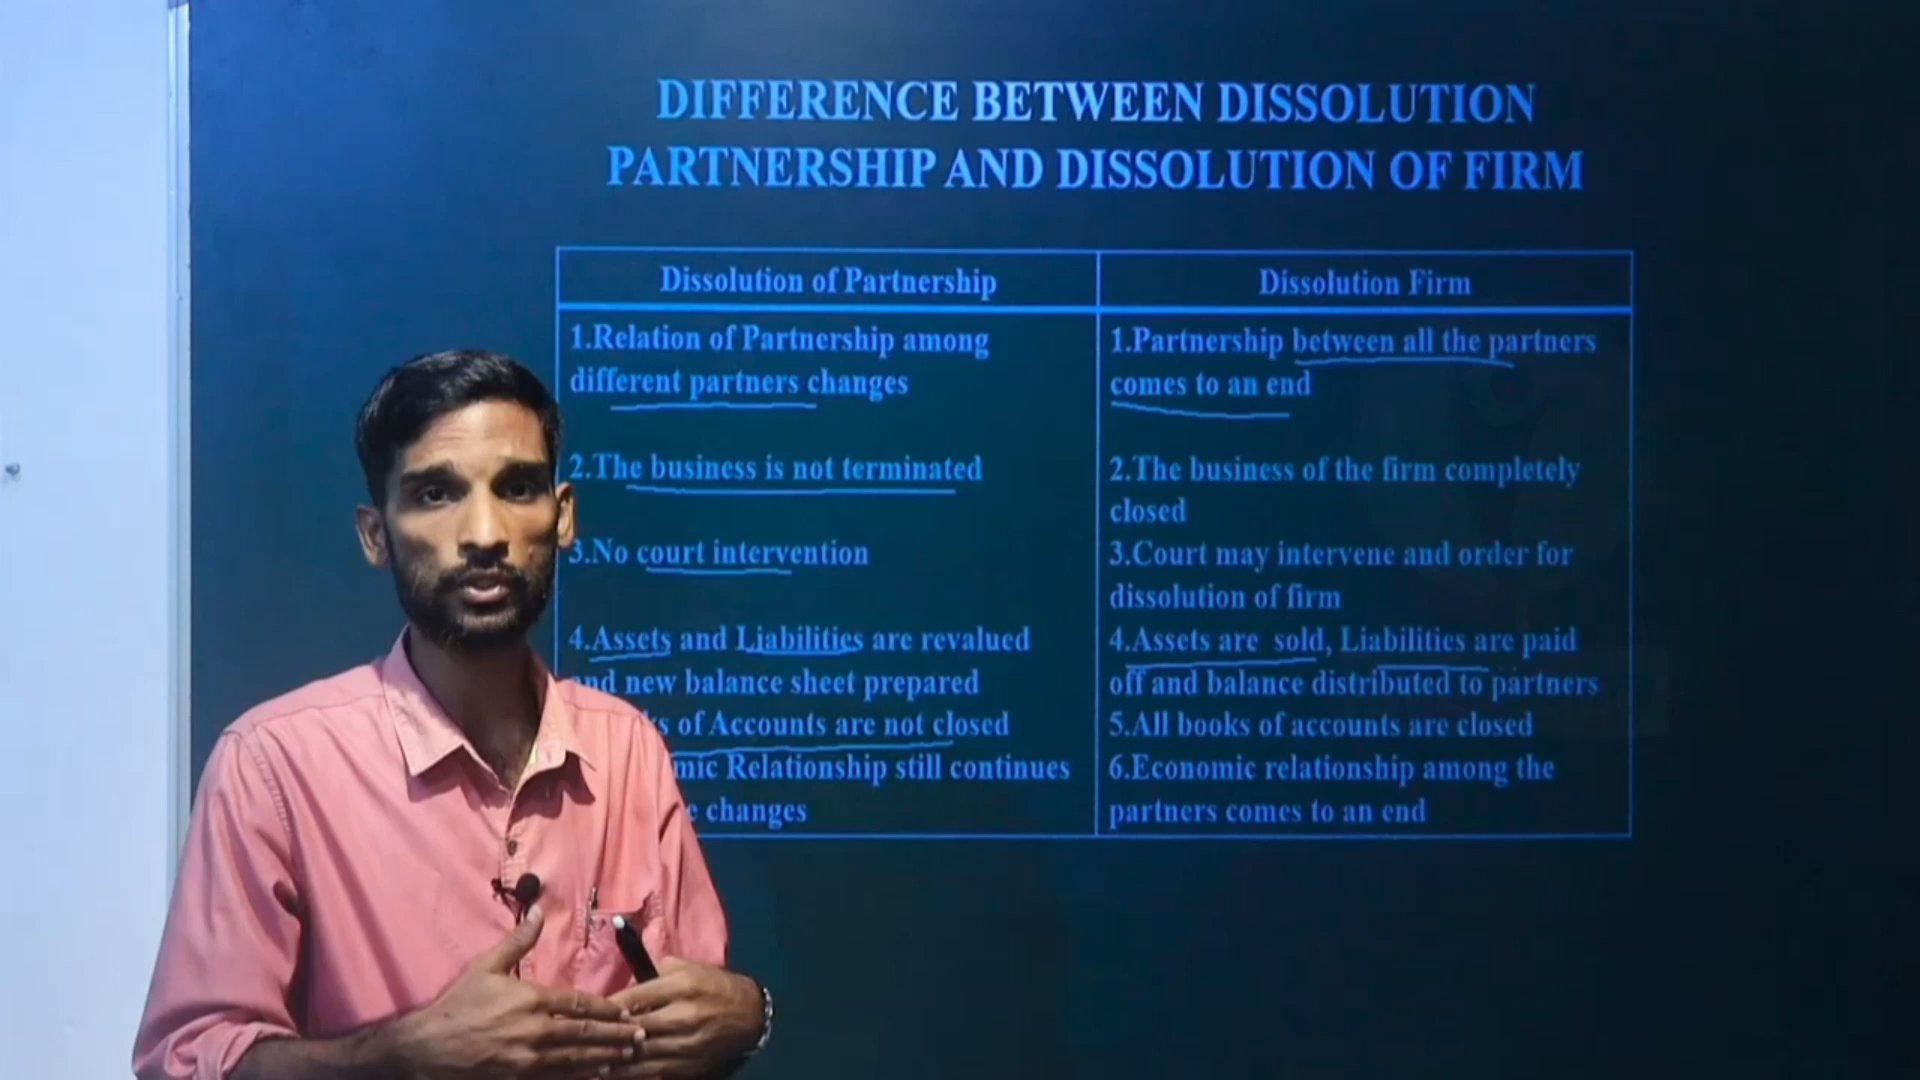 DIFFERENCE BETWEEN DISSOLUTION
PARTNERSHIP AND DISSOLUTION OF FIRM
Dissolution of Partnership
1.Relation of Partnership among
different partners changes
2.The business is not terminated
3.No court intervention
4.Assets and Liabilities are revalued
and new balance sheet prepared
of Accounts are not closed
Relationship still continues
changes
Dissolution Firm
1.Partnership between all the partners
comes to an end
2.The business of the firm completely
closed
3.Court may intervene and order for
dissolution of firm
4.Assets are sold, Liabilities are paid
off and balance distributed to partners
5.All books of accounts are closed
6.Economic relationship among the
partners comes to an end